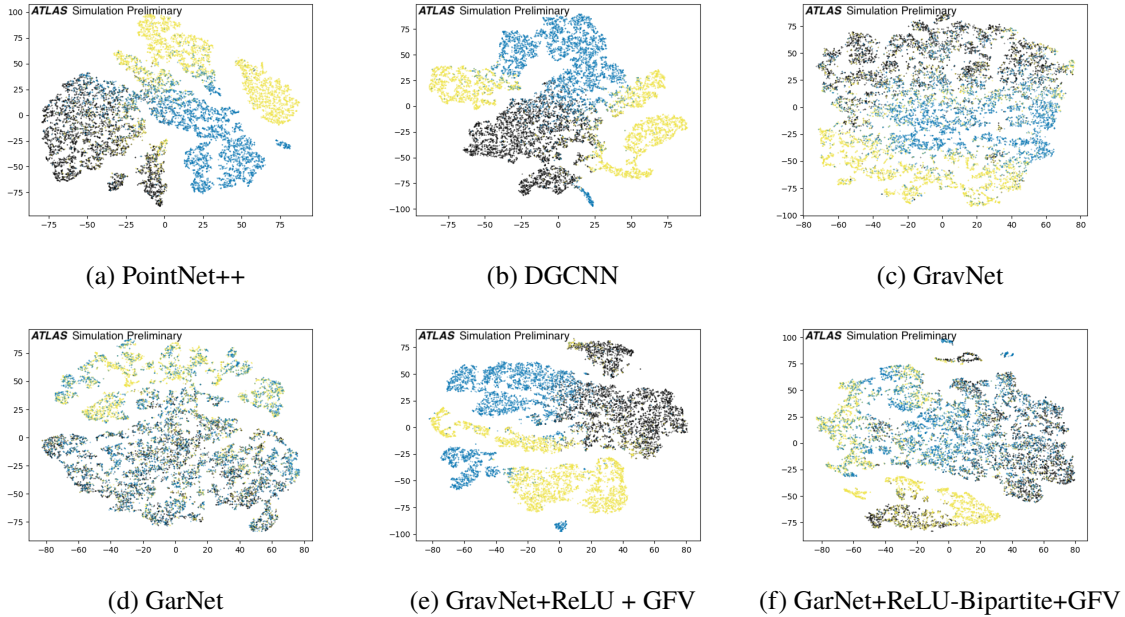 ATLAS Simulation Preliminary
100
75
50
25
0
−25
−50
−75
−75 −50 −25 0 25 50 75
(a) PointNet++
ATLAS Simulation Preliminary
75
50
25
0
−25
−50
−75
−100
−75 −50 −25 0 25 50 75
(b) DGCNN
ATLAS Simulation Preliminary
75
50
25
0
−25
−50
−75
−100
−80 −60 −40 −20 0 20 40 60 80
(c) GravNet
ATLAS Simulation Preliminary
75
50
25
0
−25
−50
−75
−80 −60 −40 −20 0 20 40 60 80
(d) GarNet
ATLAS Simulation Preliminary
75
50
25
0
−25
−50
−75
−100
−80 −60 −40 −20 0 20 40 60 80
(e) GravNet+ReLU + GFV
ATLAS Simulation Preliminary
100
75
50
25
0
−25
−50
−75
−80 −60 −40 −20 0 20 40 60 80
(f) GarNet+ReLU-Bipartite+GFV